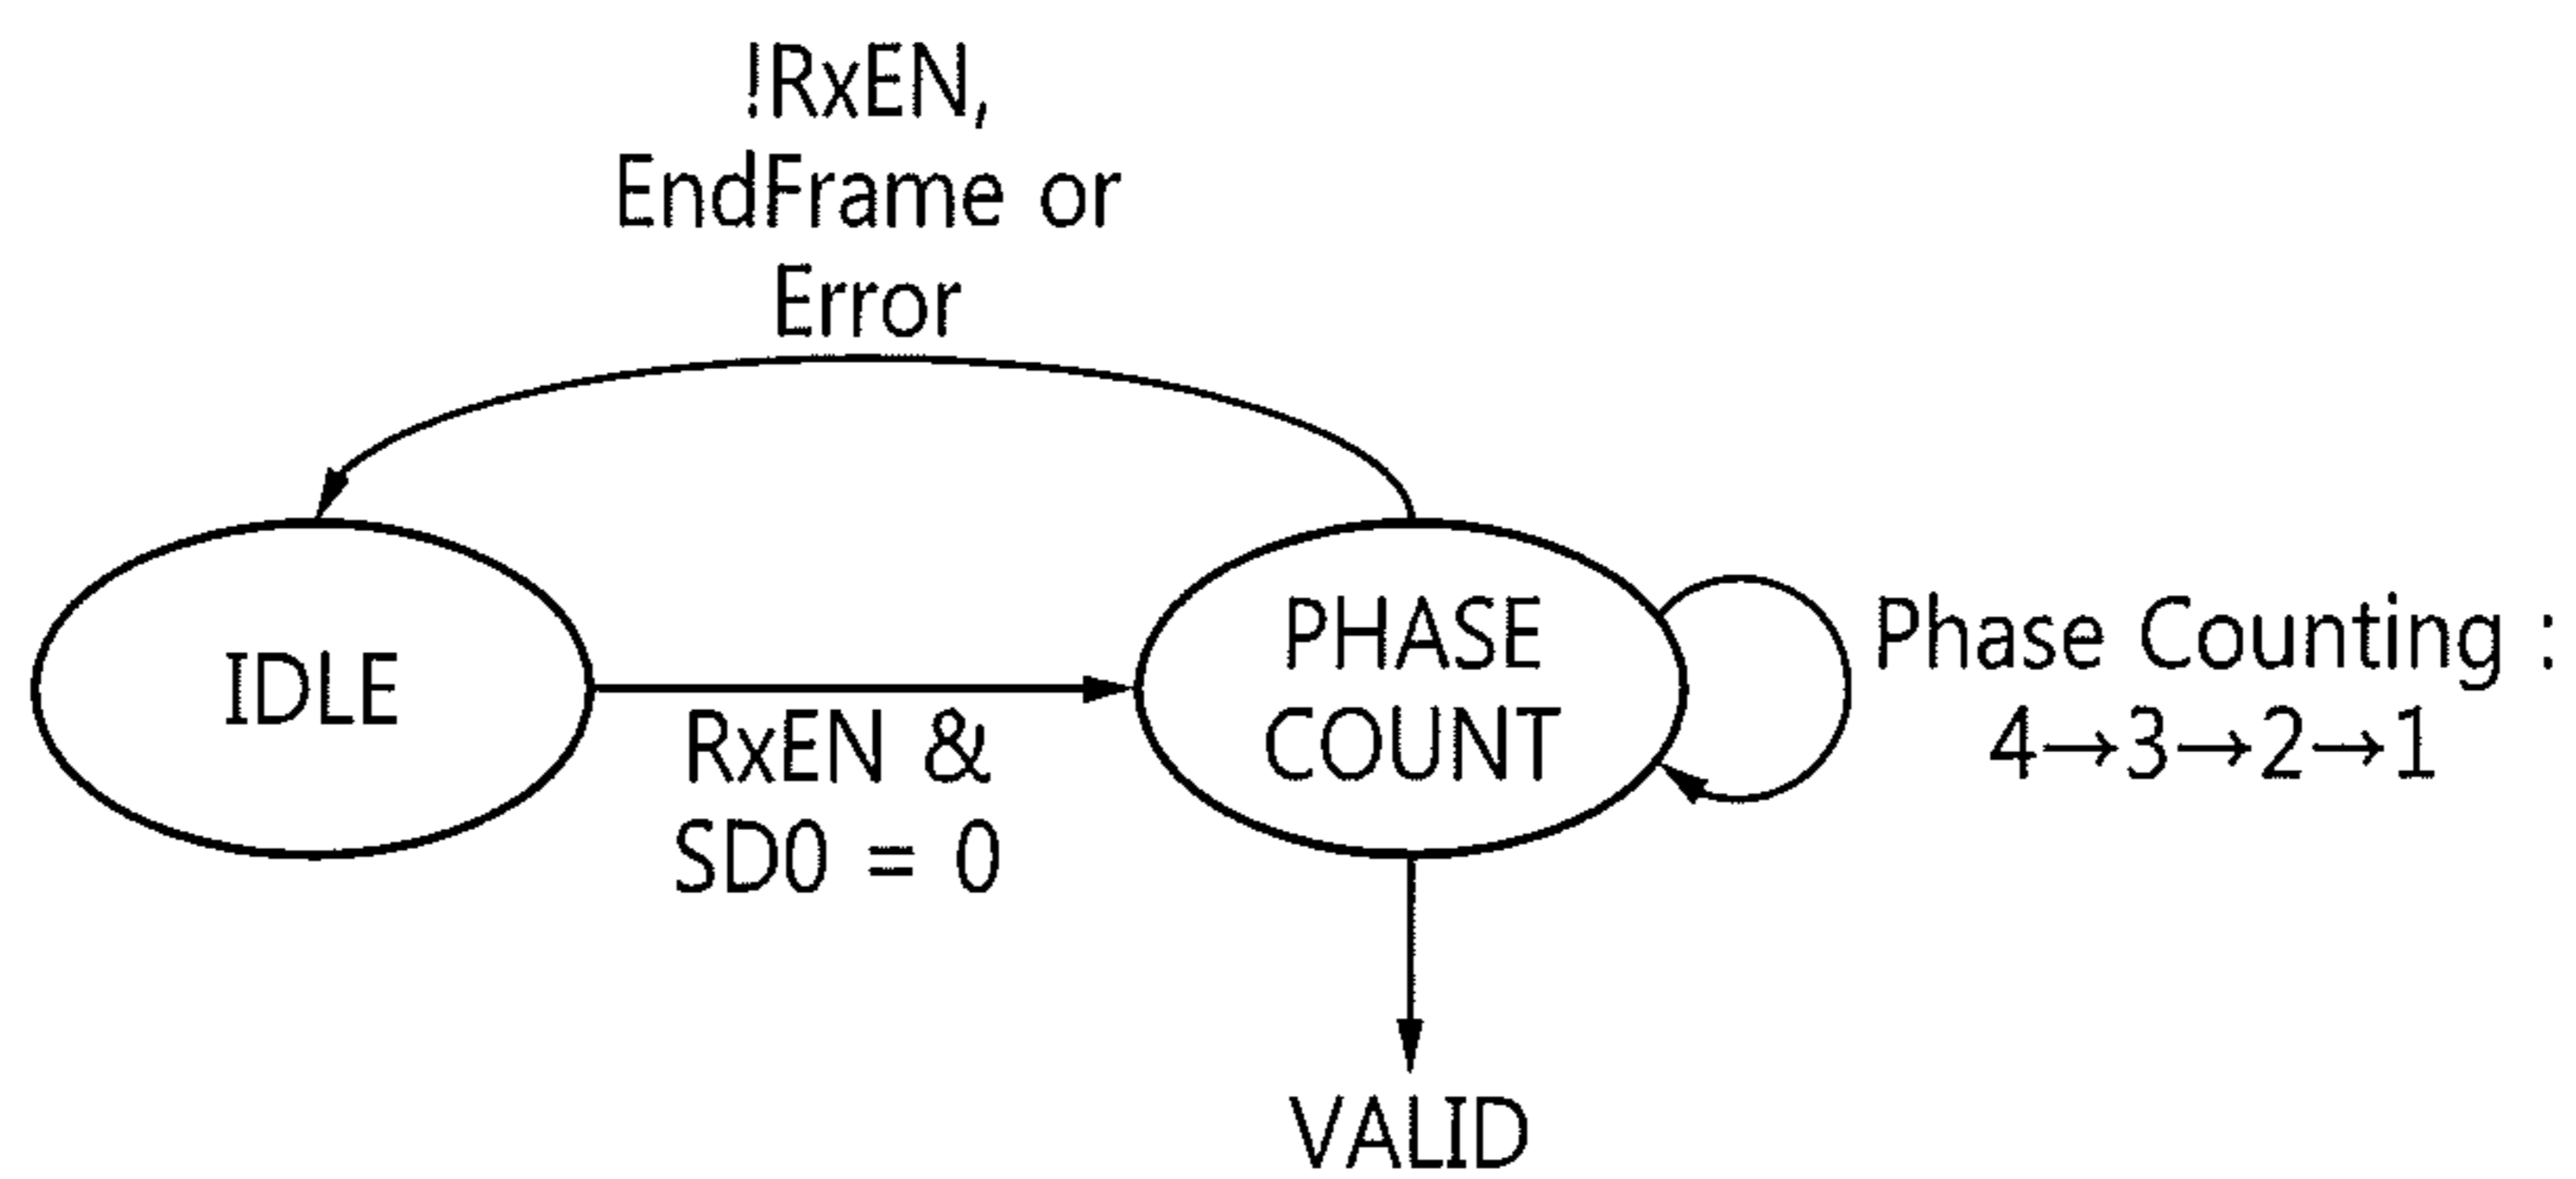 !RxEN,
EndFrame or
Error
IDLE
RxEN &
SD0 = 0
PHASE
COUNT
Phase Counting :
4→3→2→1
VALID